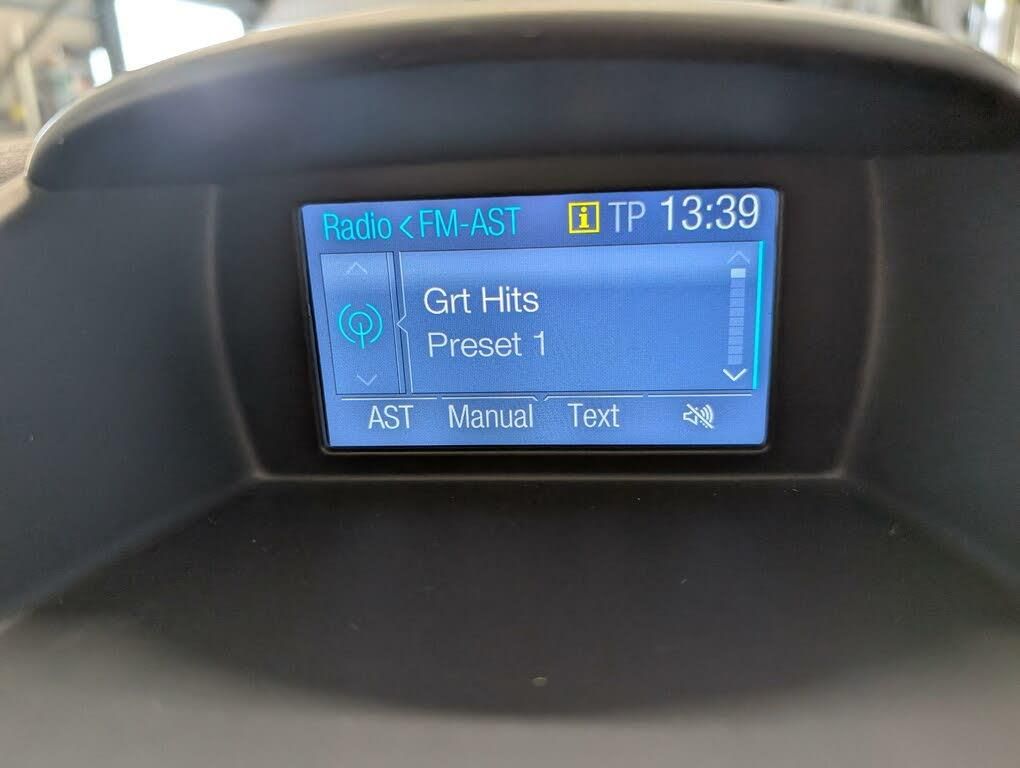 Radio < FM-AST i TP 13:39
Grt Hits
Preset 1
AST Manual Text